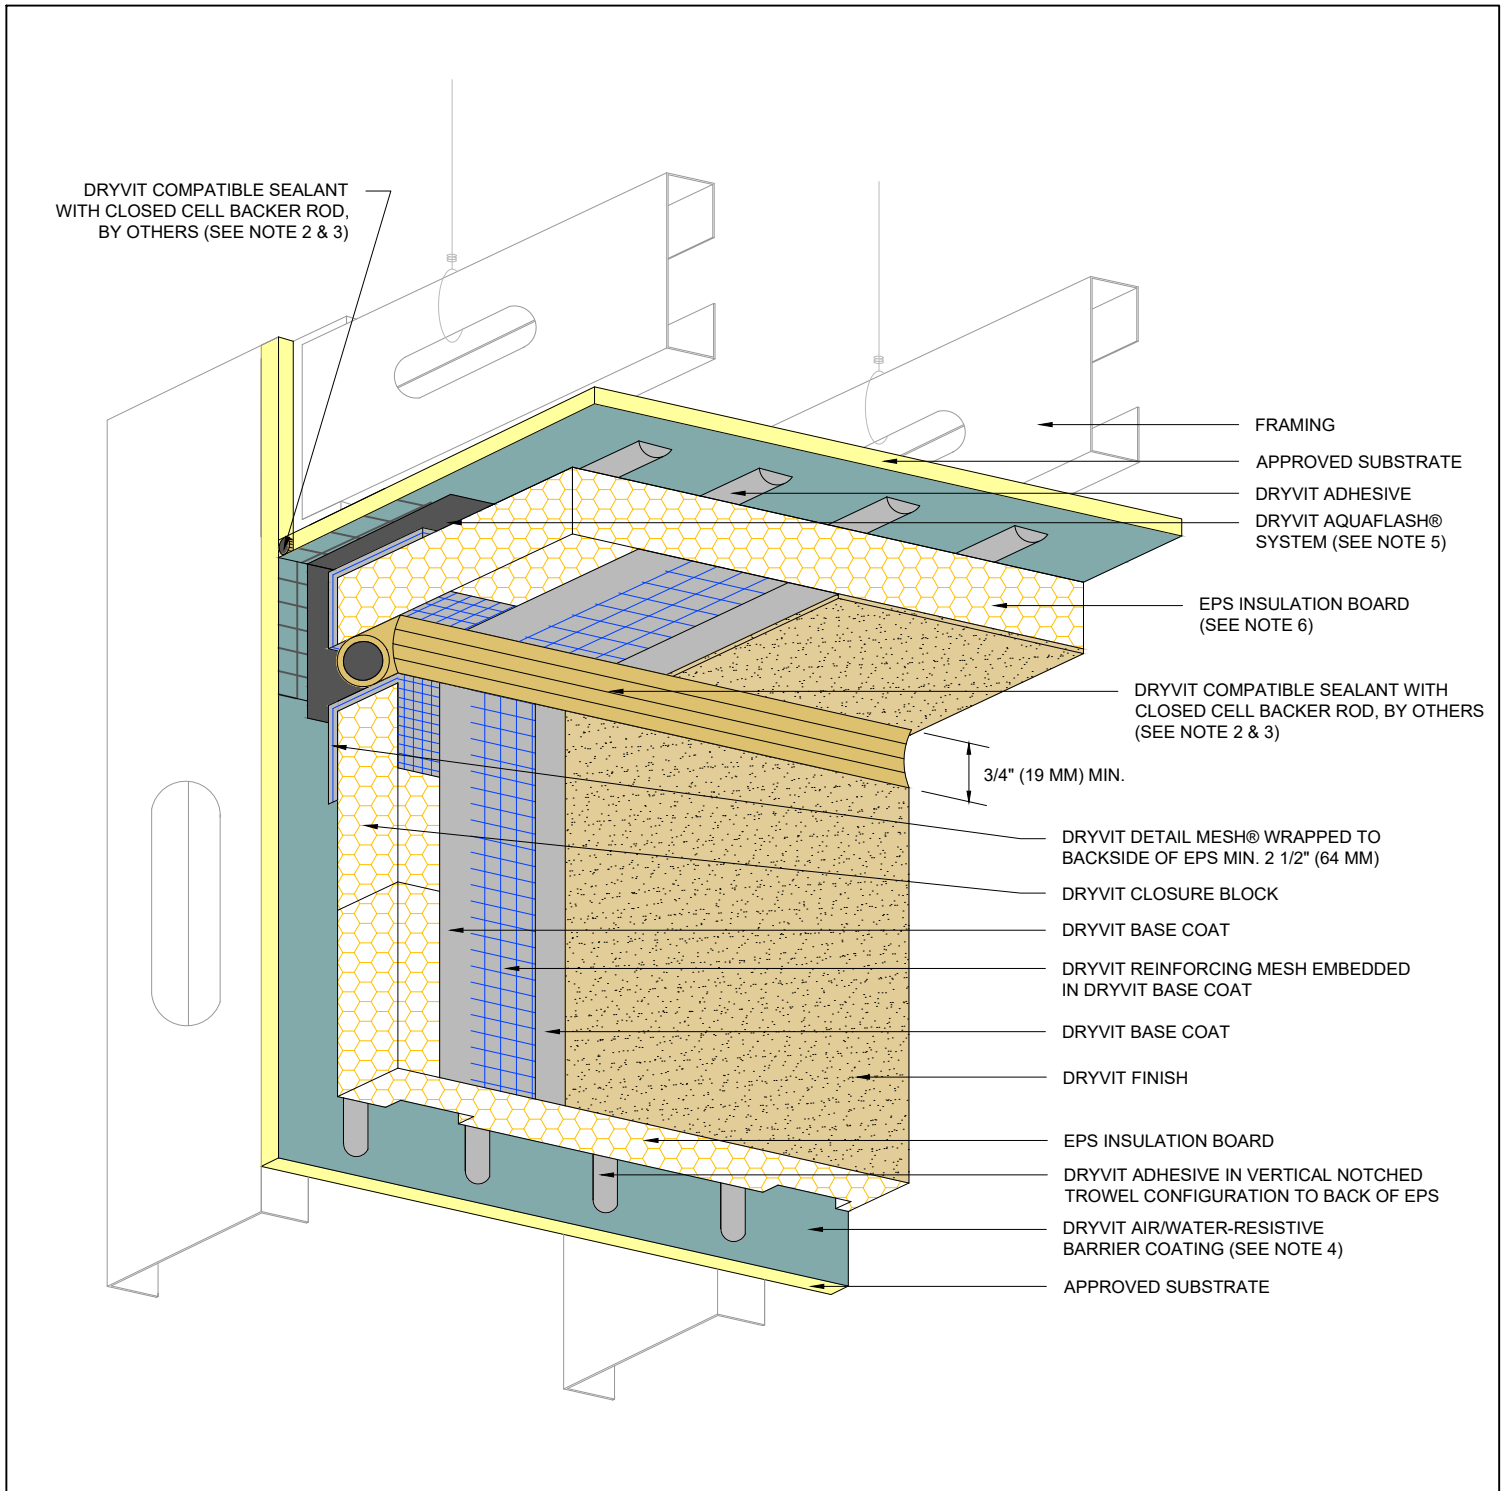 DRYVIT COMPATIBLE SEALANT
WITH CLOSED CELL BACKER ROD,
BY OTHERS (SEE NOTE 2 & 3)
FRAMING
APPROVED SUBSTRATE
DRYVIT ADHESIVE
DRYVIT AQUAFLASH®
SYSTEM (SEE NOTE 5)
EPS INSULATION BOARD
(SEE NOTE 6)
DRYVIT COMPATIBLE SEALANT WITH
CLOSED CELL BACKER ROD, BY OTHERS
(SEE NOTE 2 & 3)
3/4" (19 MM) MIN.
DRYVIT DETAIL MESH® WRAPPED TO
BACKSIDE OF EPS MIN. 2 1/2" (64 MM)
DRYVIT CLOSURE BLOCK
DRYVIT BASE COAT
DRYVIT REINFORCING MESH EMBEDDED
IN DRYVIT BASE COAT
DRYVIT BASE COAT
DRYVIT FINISH
EPS INSULATION BOARD
DRYVIT ADHESIVE IN VERTICAL NOTCHED
TROWEL CONFIGURATION TO BACK OF EPS
DRYVIT AIR/WATER-RESISTIVE
BARRIER COATING (SEE NOTE 4)
APPROVED SUBSTRATE